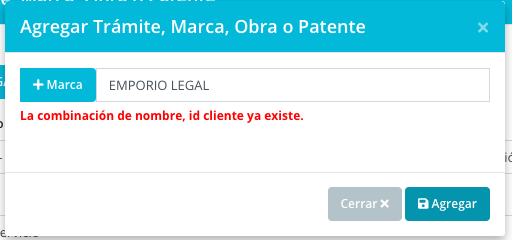 Agregar Trámite, Marca, Obra o Patente
×
+ Marca
EMPORIO LEGAL
La combinación de nombre, id cliente ya existe.
Cerrar ×
Agregar